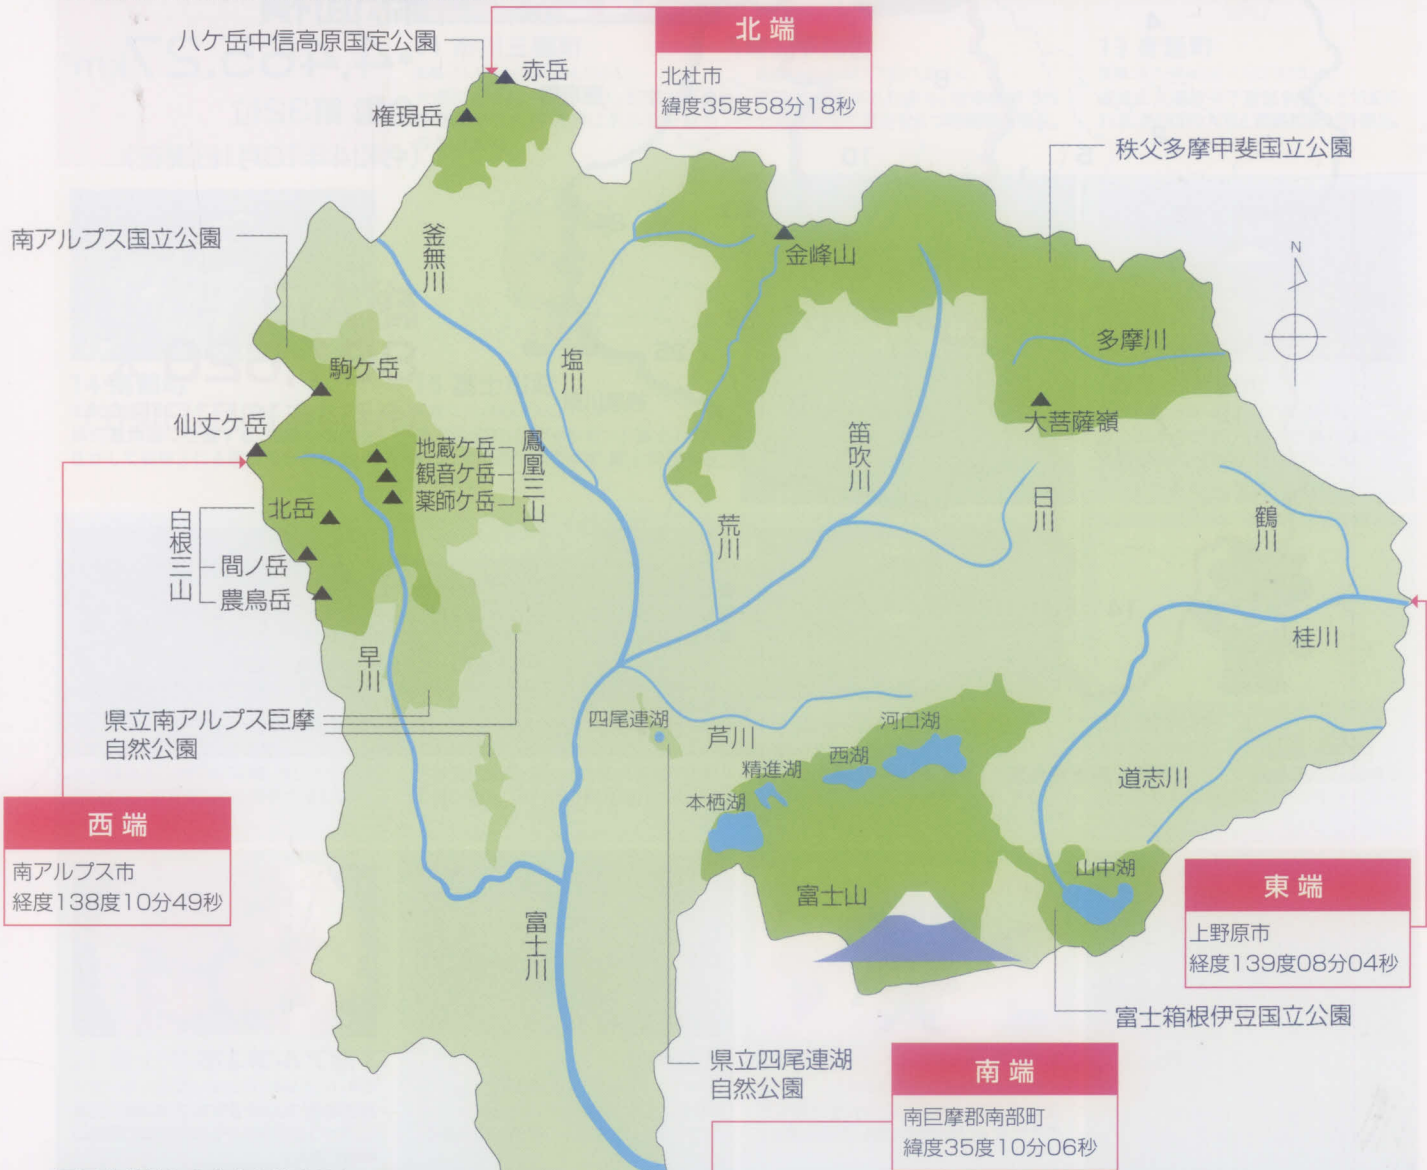 北端
北杜市
緯度35度58分18秒
八ケ岳中信高原国定公園
赤岳
権現岳
秩父多摩甲斐国立公園
南アルプス国立公園
釜無川
金峰山
N
多摩川
塩川
駒ケ岳
大菩薩嶺
仙丈ケ岳
地蔵ケ岳
観音ケ岳
薬師ケ岳
鳳凰三山
笛吹川
日川
鶴川
荒川
白根三山
北岳
間ノ岳
農鳥岳
桂川
早川
県立南アルプス巨摩
自然公園
四尾連湖
芦川
河口湖
西湖
精進湖
本栖湖
道志川
西端
南アルプス市
経度138度10分49秒
山中湖
富士山
東端
上野原市
経度139度08分04秒
富士川
富士箱根伊豆国立公園
県立四尾連湖
自然公園
南端
南巨摩郡南部町
緯度35度10分06秒